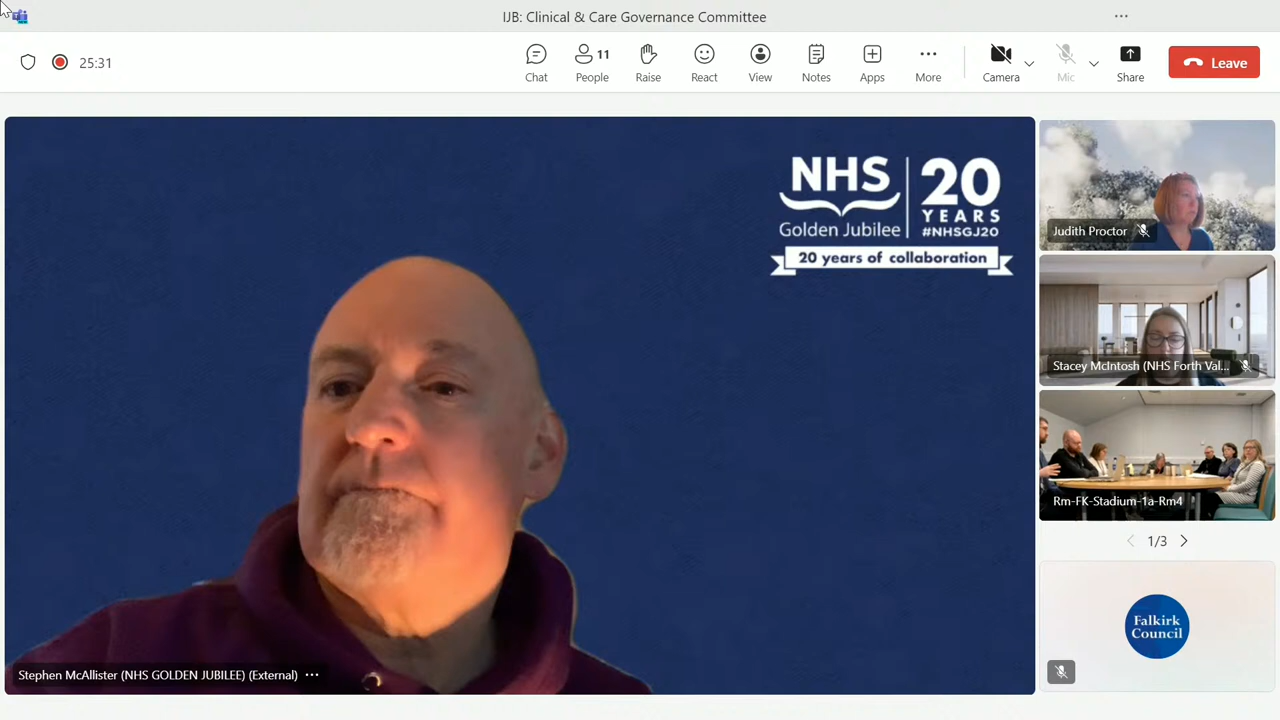 IJB: Clinical & Care Governance Committee
25:31
Chat
People
11
Raise
React
View
Notes
Apps
More
Camera
Mic
Share
Leave
NHS
Golden Jubilee
20
YEARS
#NHSGJ20
20 years of collaboration
Stephen McAllister (NHS GOLDEN JUBILEE) (External)
Judith Proctor
Stacey McIntosh (NHS Forth Val...
Rm-FK-Stadium-1a-Rm4
1/3
Falkirk
Council